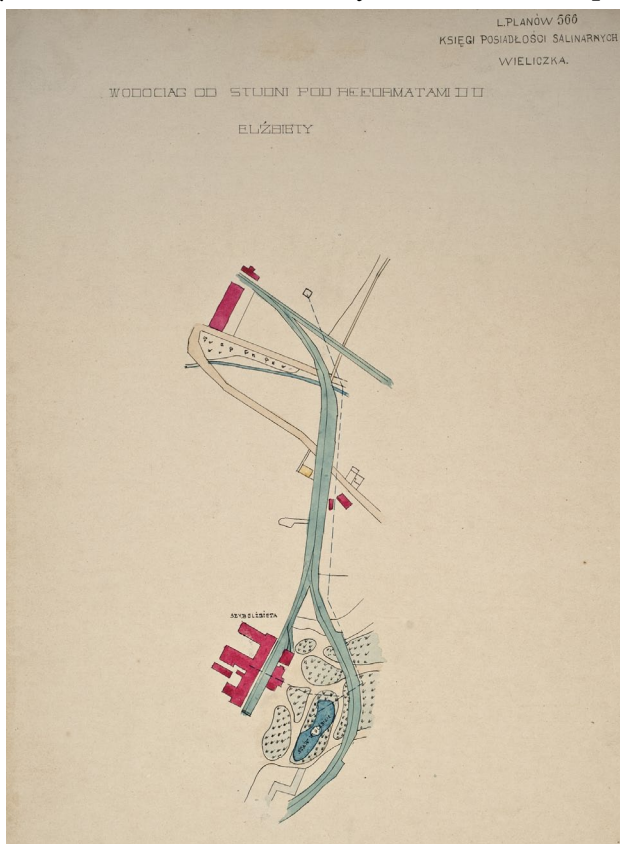 L. PLANÓW 566
KSIĘGI POSIADŁOŚCI SALINARNYCH
WIELICZKA.
WODOCIĄG OD STUDNI POD REFORMATAMI DO
ELŻBIETY
SZYB ELŻBIETA